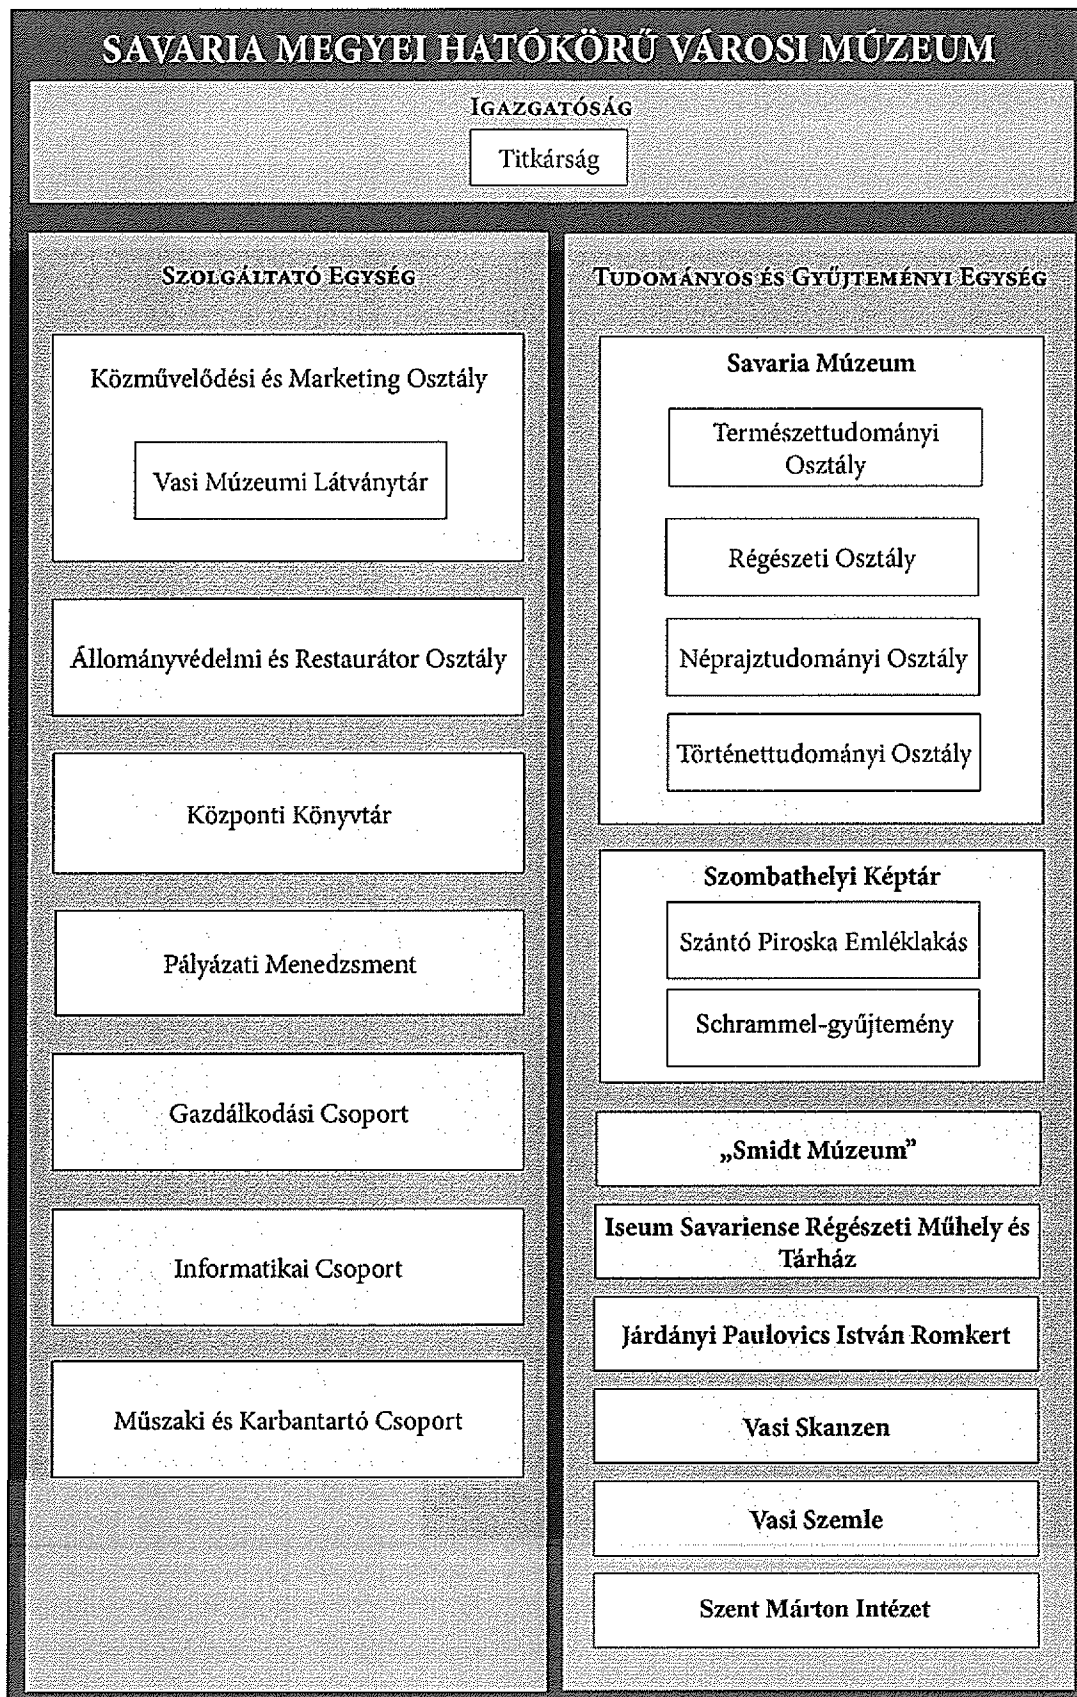 SAVARIA MEGYEI HATÓKÖRŰ VÁROSI MÚZEUM
IGAZGATÓSÁG
Titkárság
SZOLGÁLTATÓ EGYSÉG
Közművelődési és Marketing Osztály
Vasi Múzeumi Látványtár
Állományvédelmi és Restaurátor Osztály
Központi Könyvtár
Pályázati Menedzsment
Gazdálkodási Csoport
Informatikai Csoport
Műszaki és Karbantartó Csoport
TUDOMÁNYOS ÉS GYŰJTEMÉNYI EGYSÉG
Savaria Múzeum
Természettudományi
Osztály
Régészeti Osztály
Néprajztudományi Osztály
Történettudományi Osztály
Szombathelyi Képtár
Szántó Piroska Emléklakás
Schrammel-gyűjtemény
„Smidt Múzeum”
Iseum Savariense Régészeti Műhely és
Tárház
Járdányi Paulovics István Romkert
Vasi Skanzen
Vasi Szemle
Szent Márton Intézet